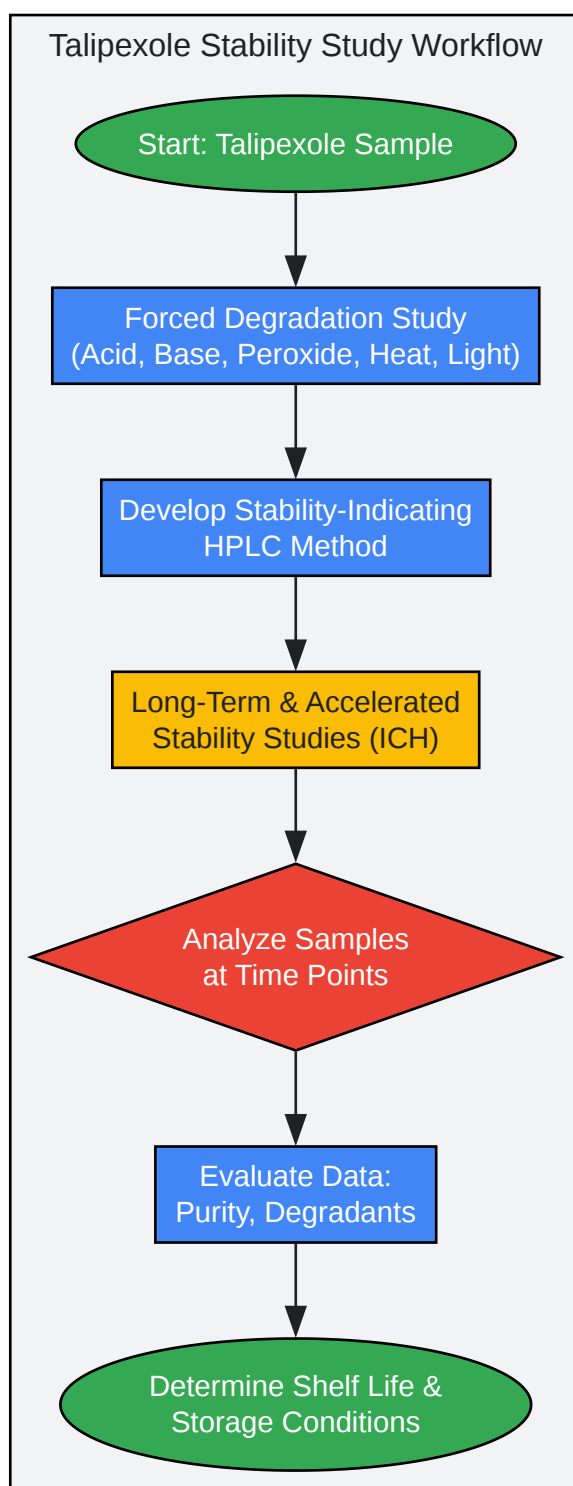 Talipexole Stability Study Workflow
Start: Talipexole Sample
Forced Degradation Study
(Acid, Base, Peroxide, Heat, Light)
Develop Stability-Indicating
HPLC Method
Long-Term & Accelerated
Stability Studies (ICH)
Analyze Samples
at Time Points
Evaluate Data:
Purity, Degradants
Determine Shelf Life &
Storage Conditions